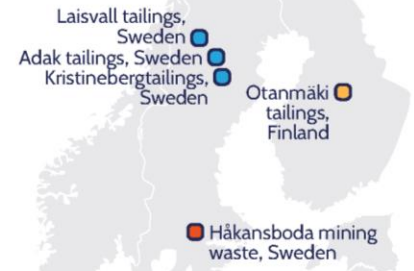 Laisvall tailings,
Sweden
Adak tailings, Sweden
Kristinebergtailings,
Sweden
Otanmäki
tailings,
Finland
Håkansboda mining
waste, Sweden